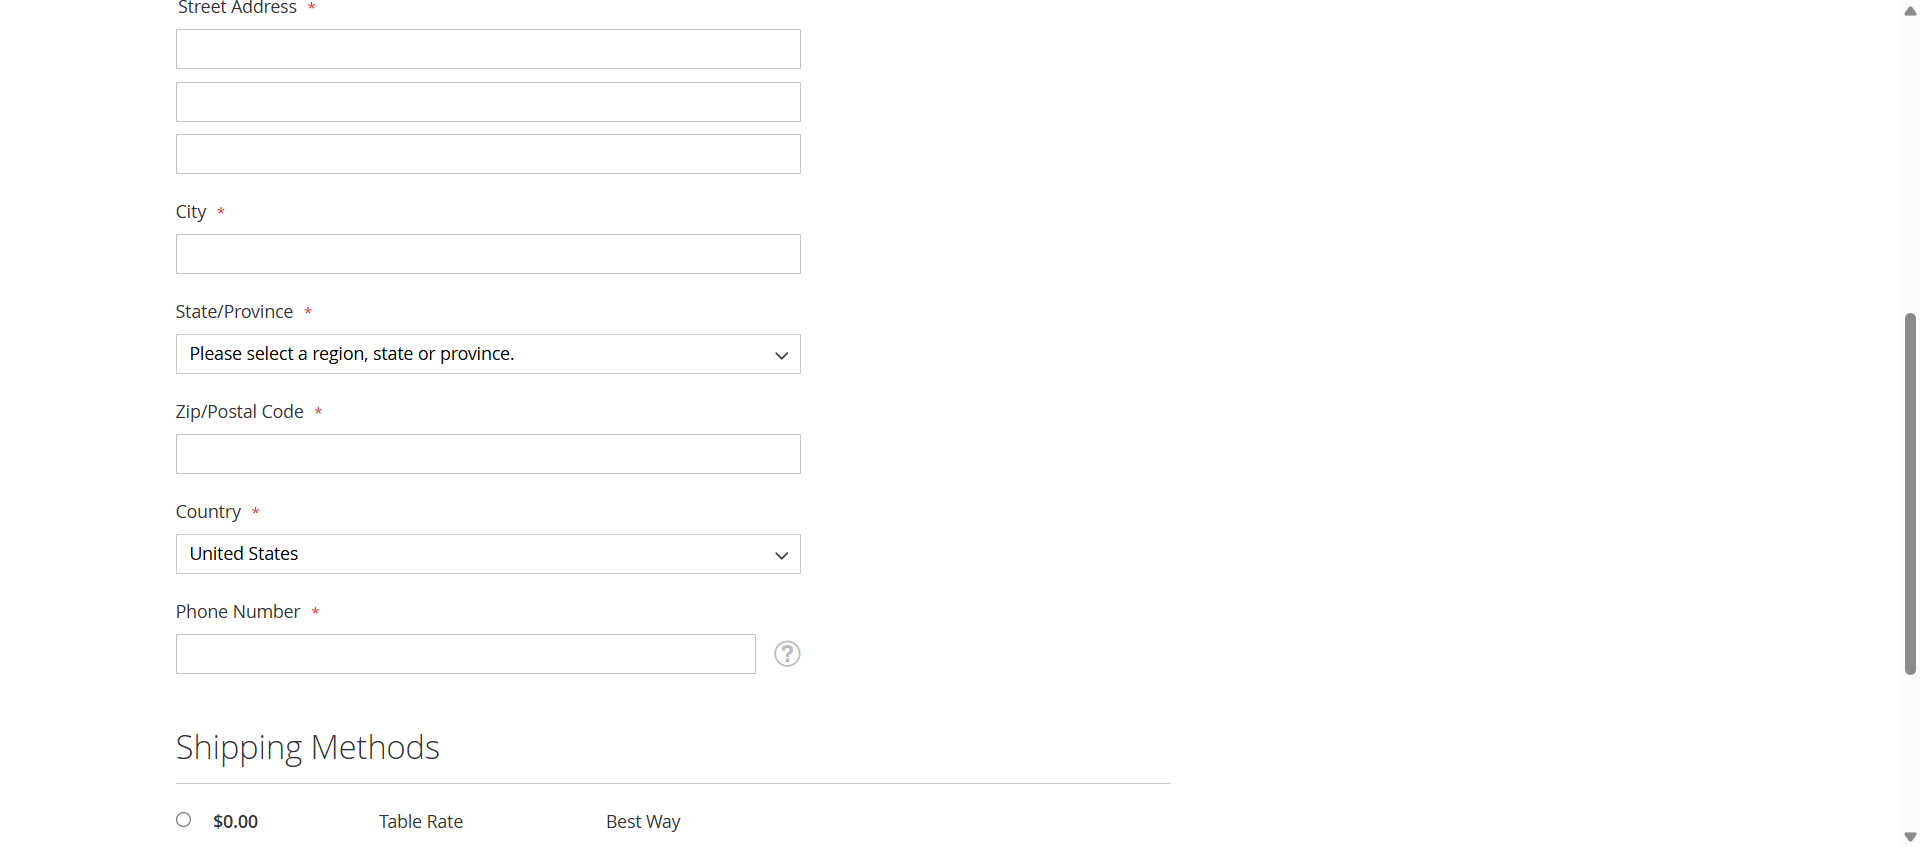 Street Address *
City *
State/Province *
Please select a region, state or province.
Zip/Postal Code *
Country *
United States
Phone Number *
?
Shipping Methods
$0.00 Table Rate Best Way